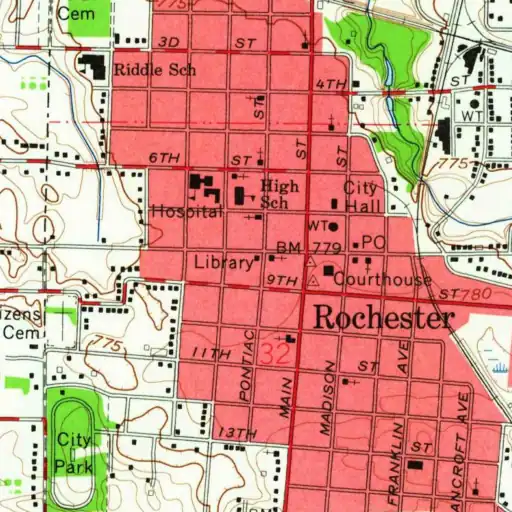 Cem
775
3D ST
Riddle Sch
4TH
ST
ST
WT
ST
ST
6TH ST
775
High
Sch
City
Hall
Hospital
WT
BM 779
PO
Library
9TH
Courthouse
ST
780
Rochester
izens
Cem
775
11TH
32
ST
PONTIAC
MAIN
MADISON
AVE
FRANKLIN
AVE
ANCROFT
City
Park
13TH
ST